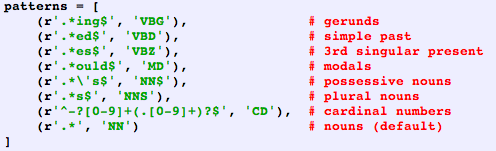 patterns = [
    (r'.*ing$', 'VBG'),               # gerunds
    (r'.*ed$', 'VBD'),                # simple past
    (r'.*es$', 'VBZ'),                # 3rd singular present
    (r'.*ould$', 'MD'),               # modals
    (r'.*\'s$', 'NN$'),               # possessive nouns
    (r'.*s$', 'NNS'),                 # plural nouns
    (r'^-?[0-9]+(.[0-9]+)?$', 'CD'),  # cardinal numbers
    (r'.*', 'NN')                     # nouns (default)
]